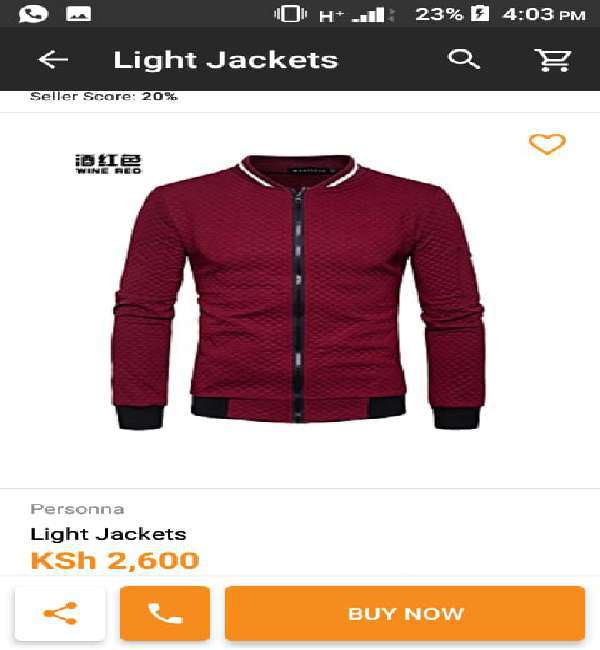 H+ 23% 4:03 PM
Light Jackets
Seller Score: 20%
酒红色
WINE RED
Personna
Light Jackets
KSh 2,600
BUY NOW